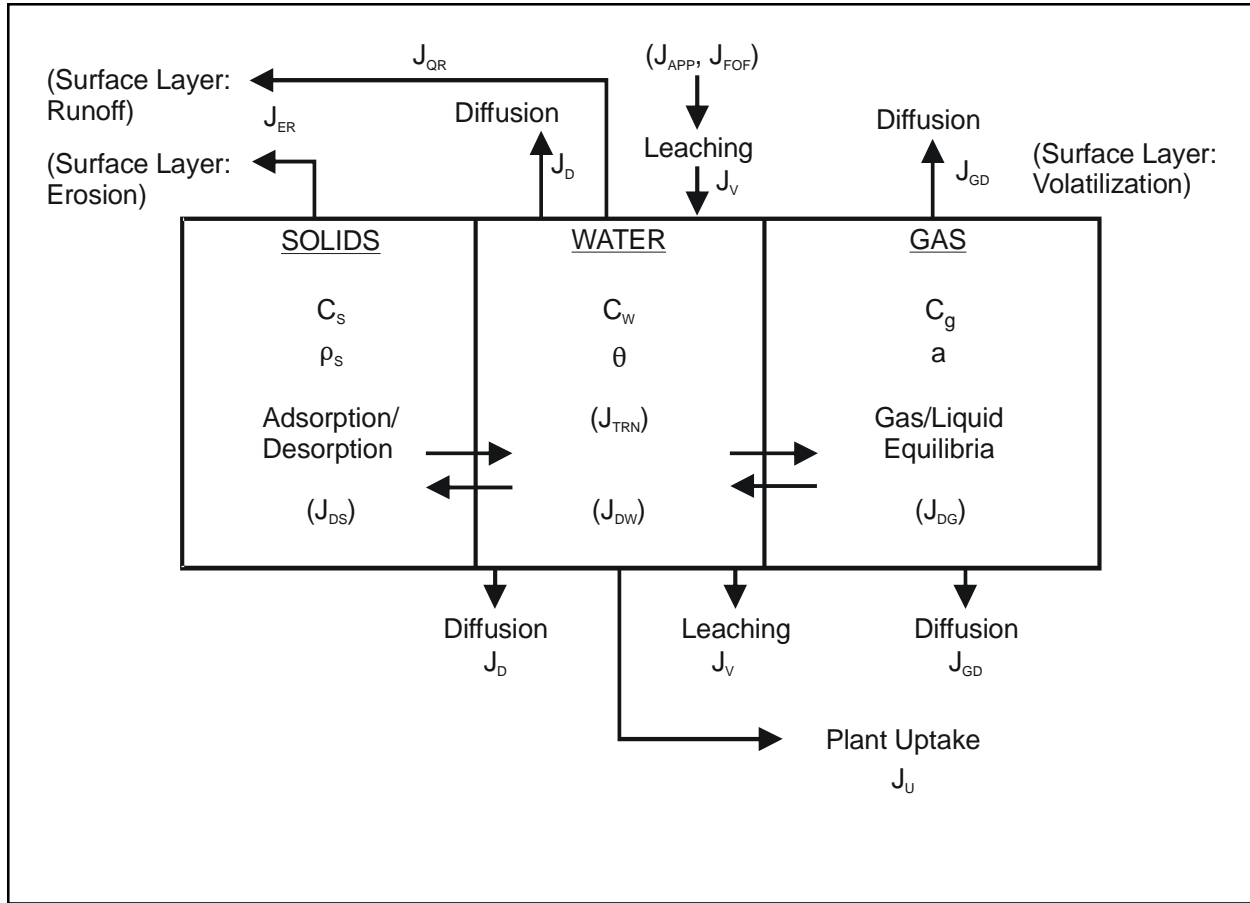 J_QR
(J_APP, J_FOF)
(Surface Layer:
Runoff)
J_ER
Diffusion
Diffusion
Leaching
(Surface Layer:
Erosion)
J_D
J_V
J_GD
(Surface Layer:
Volatilization)
SOLIDS
WATER
GAS
C_S
C_W
C_g
ρ_S
θ
a
Adsorption/
Desorption
(J_TRN)
Gas/Liquid
Equilibria
(J_DS)
(J_DW)
(J_DG)
Diffusion
J_D
Leaching
J_V
Diffusion
J_GD
Plant Uptake
J_U